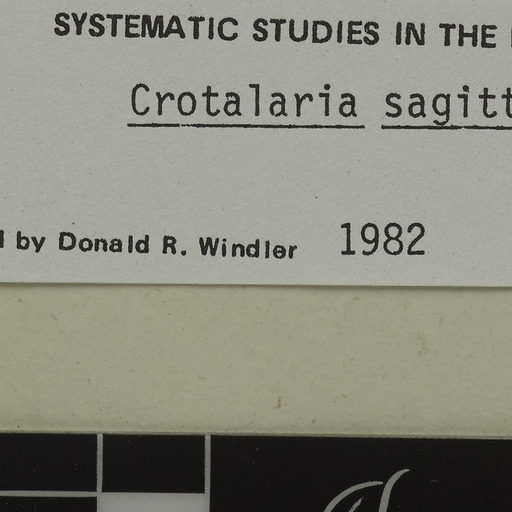 SYSTEMATIC STUDIES IN THE
Crotalaria sagitt
by Donald R. Windler 1982